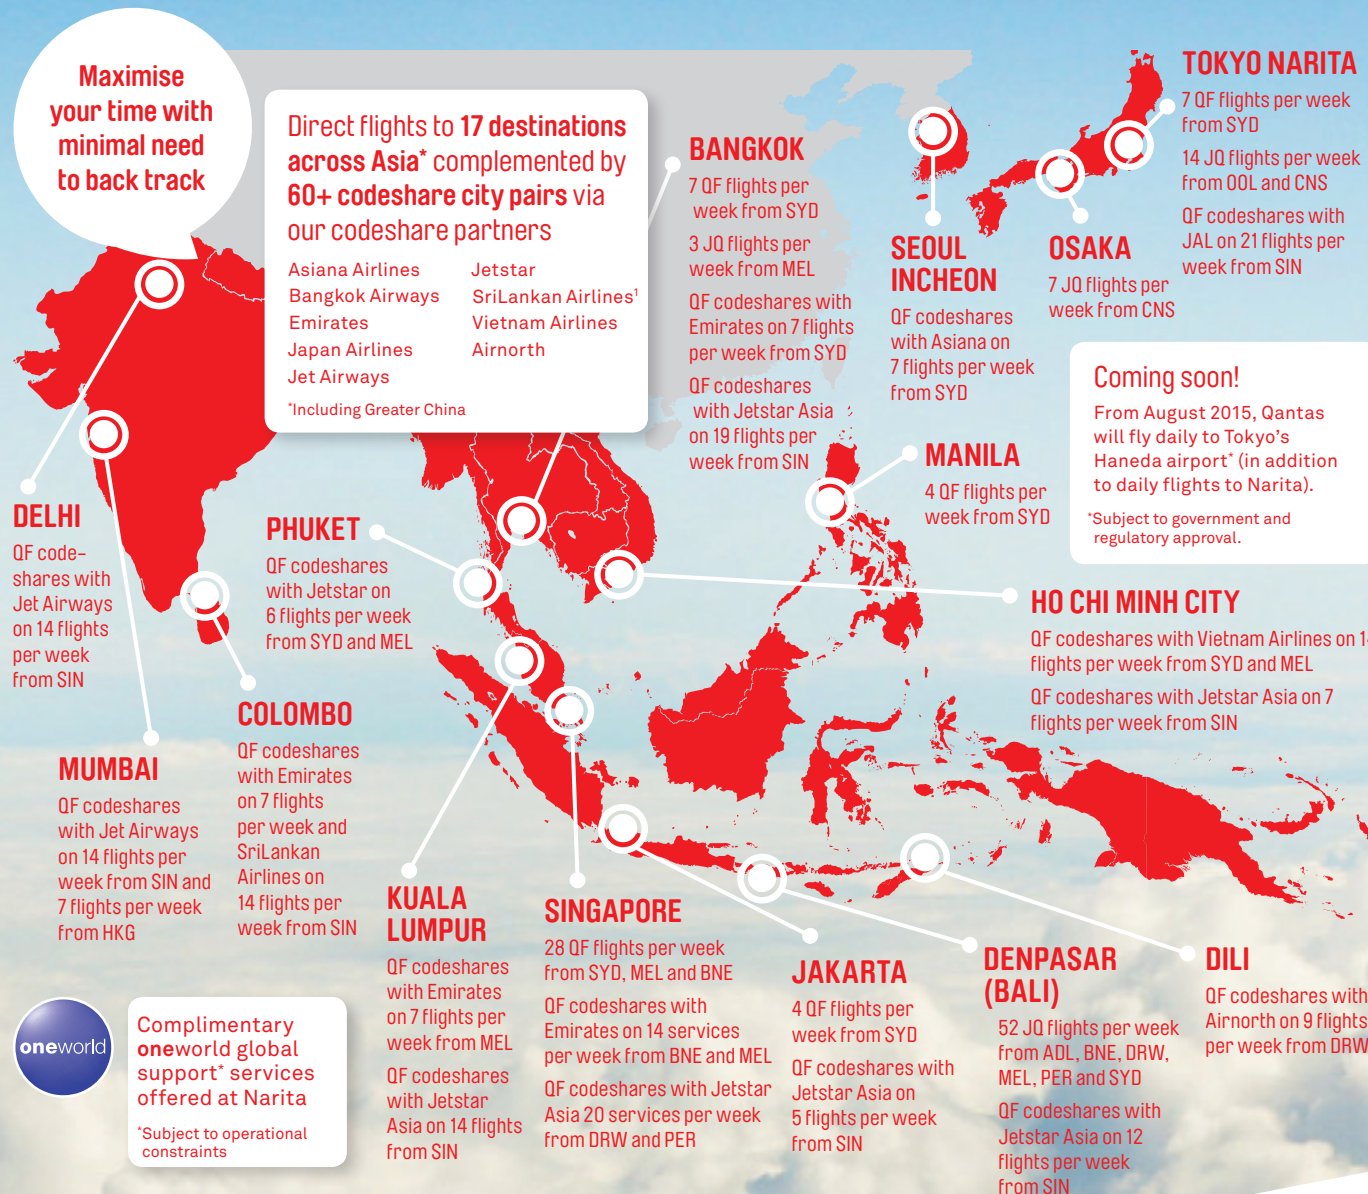 Maximise
your time with
minimal need
to back track
Direct flights to 17 destinations
across Asia* complemented by
60+ codeshare city pairs via
our codeshare partners
Asiana Airlines
Bangkok Airways
Emirates
Japan Airlines
Jet Airways
Jetstar
SriLankan Airlines¹
Vietnam Airlines
Airnorth
*Including Greater China
BANGKOK
7 QF flights per
week from SYD
3 JQ flights per
week from MEL
QF codeshares with
Emirates on 7 flights
per week from SYD
QF codeshares
with Jetstar Asia
on 19 flights per
week from SIN
SEOUL
INCHEON
QF codeshares
with Asiana on
7 flights per week
from SYD
OSAKA
7 JQ flights per
week from CNS
TOKYO NARITA
7 QF flights per week
from SYD
14 JQ flights per week
from OOL and CNS
QF codeshares with
JAL on 21 flights per
week from SIN
Coming soon!
From August 2015, Qantas
will fly daily to Tokyo's
Haneda airport* (in addition
to daily flights to Narita).
*Subject to government and
regulatory approval.
MANILA
4 QF flights per
week from SYD
DELHI
QF code-
shares with
Jet Airways
on 14 flights
per week
from SIN
PHUKET
QF codeshares
with Jetstar on
6 flights per week
from SYD and MEL
HO CHI MINH CITY
QF codeshares with Vietnam Airlines on
flights per week from SYD and MEL
QF codeshares with Jetstar Asia on 7
flights per week from SIN
MUMBAI
QF codeshares
with Jet Airways
on 14 flights per
week from SIN and
7 flights per week
from HKG
COLOMBO
QF codeshares
with Emirates
on 7 flights
per week and
SriLankan
Airlines on
14 flights per
week from SIN
KUALA
LUMPUR
QF codeshares
with Emirates
on 7 flights per
week from MEL
QF codeshares
with Jetstar
Asia on 14 flights
from SIN
SINGAPORE
28 QF flights per week
from SYD, MEL and BNE
QF codeshares with
Emirates on 14 services
per week from BNE and MEL
QF codeshares with Jetstar
Asia 20 services per week
from DRW and PER
JAKARTA
4 QF flights per
week from SYD
QF codeshares with
Jetstar Asia on
5 flights per week
from SIN
DENPASAR
(BALI)
52 JQ flights per week
from ADL, BNE, DRW,
MEL, PER and SYD
QF codeshares with
Jetstar Asia on 12
flights per week
from SIN
DILI
QF codeshares with
Airnorth on 9 flights
per week from DRW
oneworld
Complimentary
oneworld global
support* services
offered at Narita
*Subject to operational
constraints